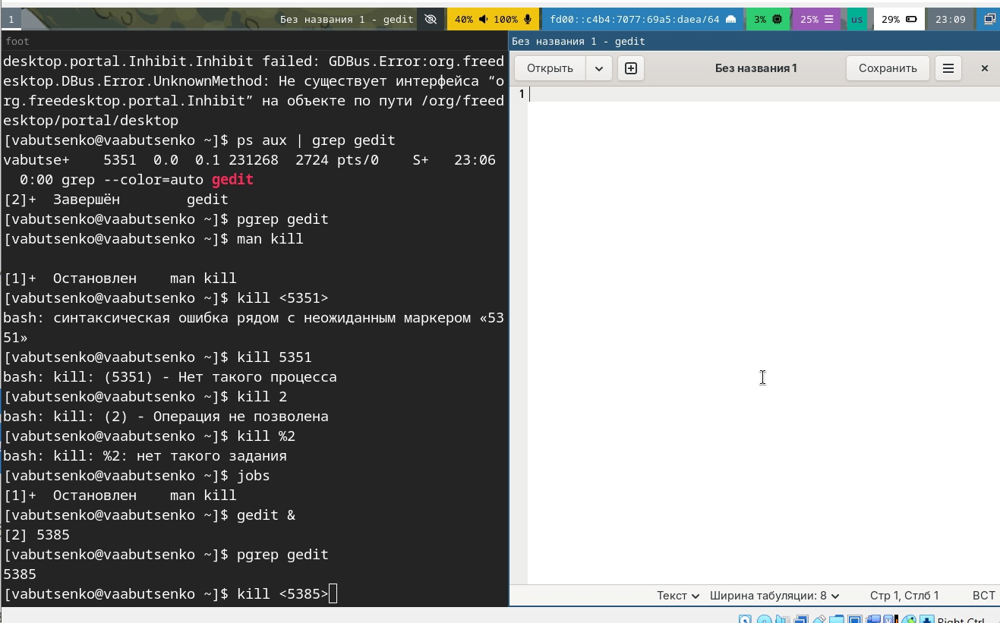 1
Без названия 1 - gedit
40% 100%
fd00::c4b4:7077:69a5:daea/64
3%
25%
us
29%
23:09
foot
desktop.portal.Inhibit.Inhibit failed: GDBus.Error:org.freed
esktop.DBus.Error.UnknownMethod: Не существует интерфейса “o
rg.freedesktop.portal.Inhibit” на объекте по пути /org/freed
esktop/portal/desktop
[vabutsenko@vaabutsenko ~]$ ps aux | grep gedit
vabutse+    5351  0.0  0.1 231268  2724 pts/0    S+   23:06
  0:00 grep --color=auto gedit
[2]+  Завершён        gedit
[vabutsenko@vaabutsenko ~]$ pgrep gedit
[vabutsenko@vaabutsenko ~]$ man kill
[1]+  Остановлен    man kill
[vabutsenko@vaabutsenko ~]$ kill <5351>
bash: синтаксическая ошибка рядом с неожиданным маркером «53
51»
[vabutsenko@vaabutsenko ~]$ kill 5351
bash: kill: (5351) - Нет такого процесса
[vabutsenko@vaabutsenko ~]$ kill 2
bash: kill: (2) - Операция не позволена
[vabutsenko@vaabutsenko ~]$ kill %2
bash: kill: %2: нет такого задания
[vabutsenko@vaabutsenko ~]$ jobs
[1]+  Остановлен    man kill
[vabutsenko@vaabutsenko ~]$ gedit &
[2] 5385
[vabutsenko@vaabutsenko ~]$ pgrep gedit
5385
[vabutsenko@vaabutsenko ~]$ kill <5385>
Без названия 1 - gedit
Открыть
Без названия 1
Сохранить
1
Текст
Ширина табуляции: 8
Стр 1, Стлб 1
ВСТ
Right Ctrl